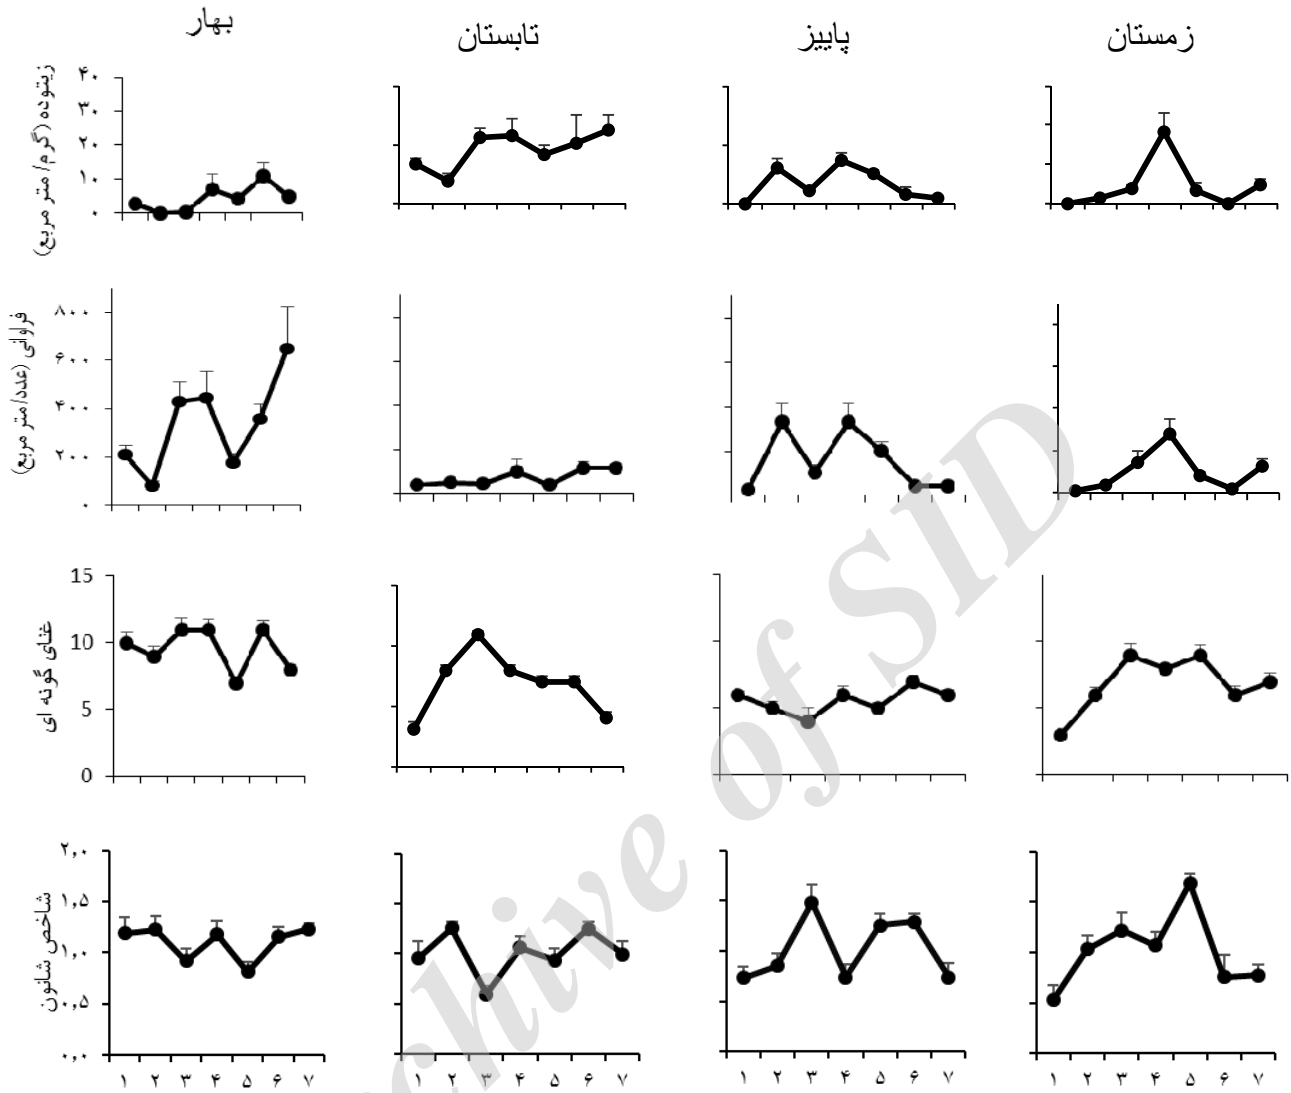 بهار
تابستان
پاییز
زمستان
زیتوده (گرم/ متر مربع)
۴۰
۳۰
۲۰
۱۰
۰
فراوانی (عدد/متر مربع)
۸۰۰
۶۰۰
۴۰۰
۲۰۰
۰
غنای گونه ای
15
10
5
0
شاخص شانون
۲,۰
۱,۵
۱,۰
۰,۵
۰,۰
۱ ۲ ۳ ۴ ۵ ۶ ۷
۱ ۲ ۳ ۴ ۵ ۶ ۷
۱ ۲ ۳ ۴ ۵ ۶ ۷
۱ ۲ ۳ ۴ ۵ ۶ ۷
chive of SID